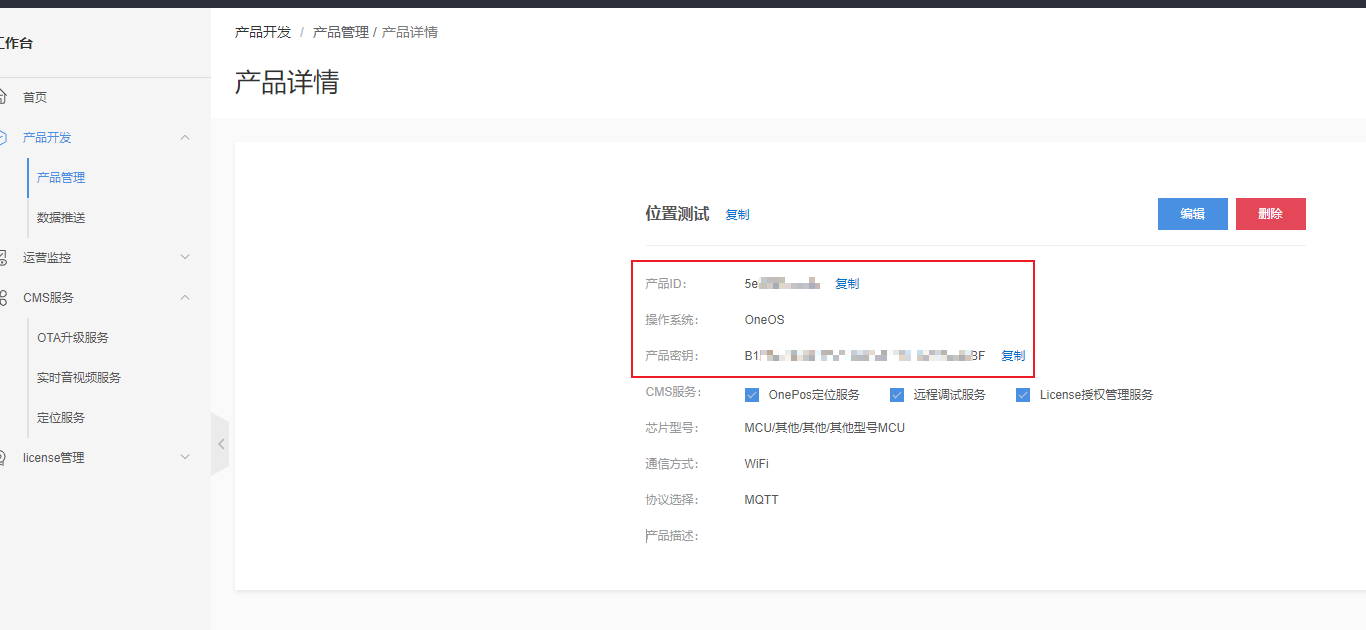 工作台
首页
产品开发
产品管理
数据推送
运营监控
CMS服务
OTA升级服务
实时音视频服务
定位服务
license管理
产品开发 / 产品管理 / 产品详情
产品详情
位置测试 复制 编辑 删除
产品ID: 5e 复制
操作系统: OneOS
产品密钥: B1 BF 复制
CMS服务: OnePos定位服务 远程调试服务 License授权管理服务
芯片型号: MCU/其他/其他/其他型号MCU
通信方式: WiFi
协议选择: MQTT
产品描述: